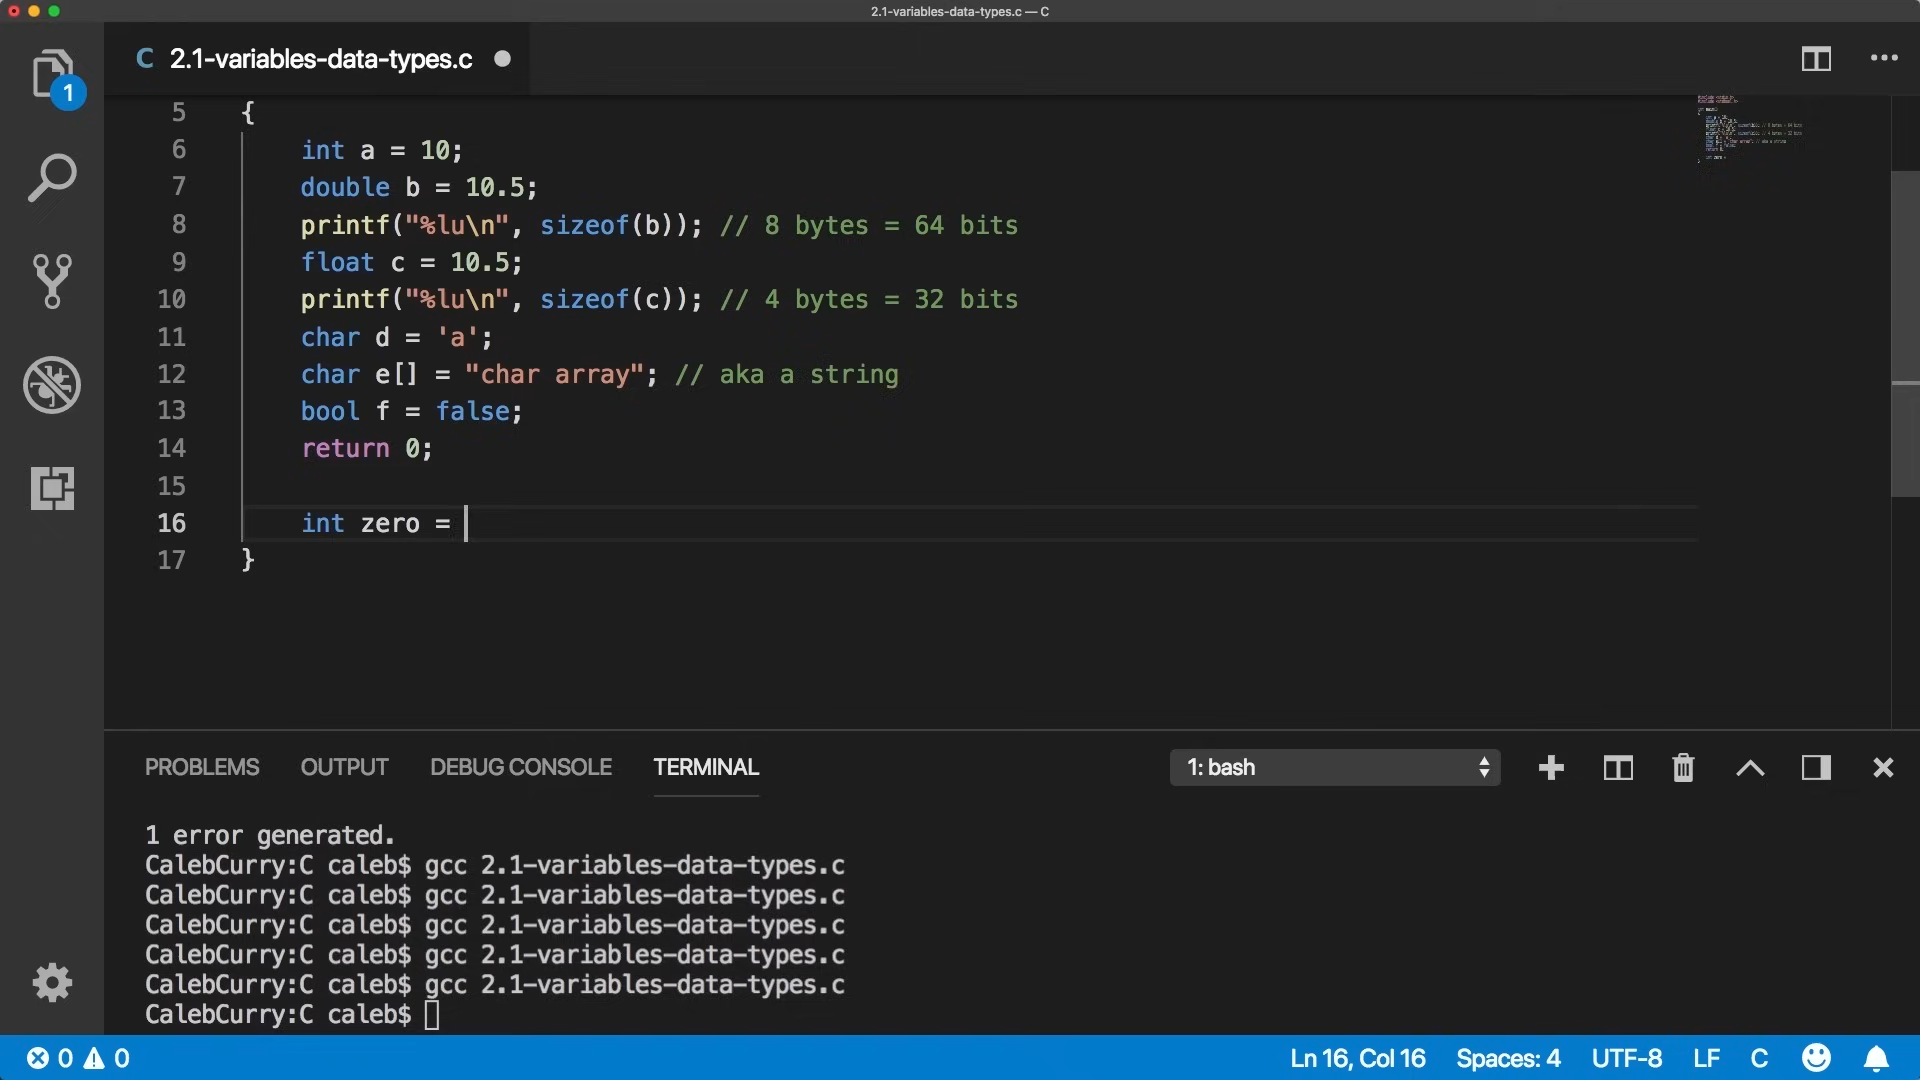 2.1-variables-data-types.c — C
C 2.1-variables-data-types.c
1
5 {
6 int a = 10;
7 double b = 10.5;
8 printf("%lu\n", sizeof(b)); // 8 bytes = 64 bits
9 float c = 10.5;
10 printf("%lu\n", sizeof(c)); // 4 bytes = 32 bits
11 char d = 'a';
12 char e[] = "char array"; // aka a string
13 bool f = false;
14 return 0;
15
16 int zero =
17 }
PROBLEMS OUTPUT DEBUG CONSOLE TERMINAL 1: bash
1 error generated.
CalebCurry:C caleb$ gcc 2.1-variables-data-types.c
CalebCurry:C caleb$ gcc 2.1-variables-data-types.c
CalebCurry:C caleb$ gcc 2.1-variables-data-types.c
CalebCurry:C caleb$ gcc 2.1-variables-data-types.c
CalebCurry:C caleb$ gcc 2.1-variables-data-types.c
CalebCurry:C caleb$
0 0 Ln 16, Col 16 Spaces: 4 UTF-8 LF C